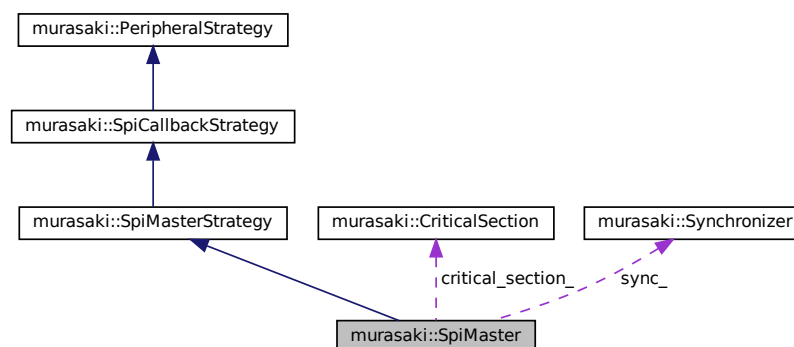 murasaki::PeripheralStrategy
murasaki::SpiCallbackStrategy
murasaki::SpiMasterStrategy
murasaki::CriticalSection
murasaki::Synchronizer
critical_section_
sync_
murasaki::SpiMaster